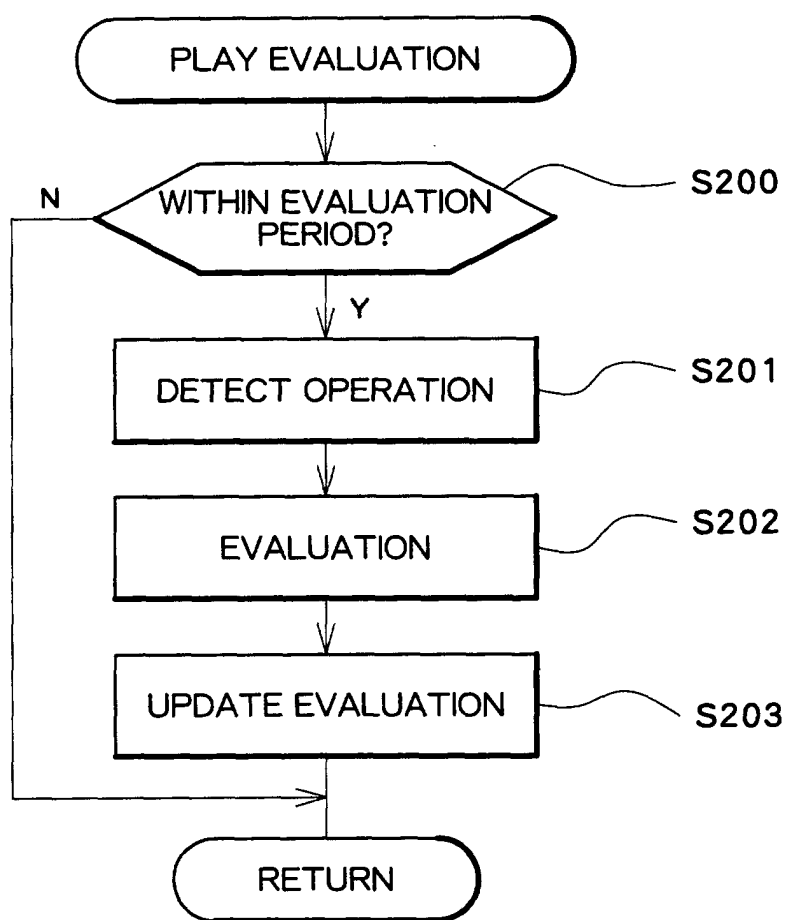 PLAY EVALUATION
S200
N
WITHIN EVALUATION
PERIOD?
Y
DETECT OPERATION
S201
EVALUATION
S202
UPDATE EVALUATION
S203
RETURN